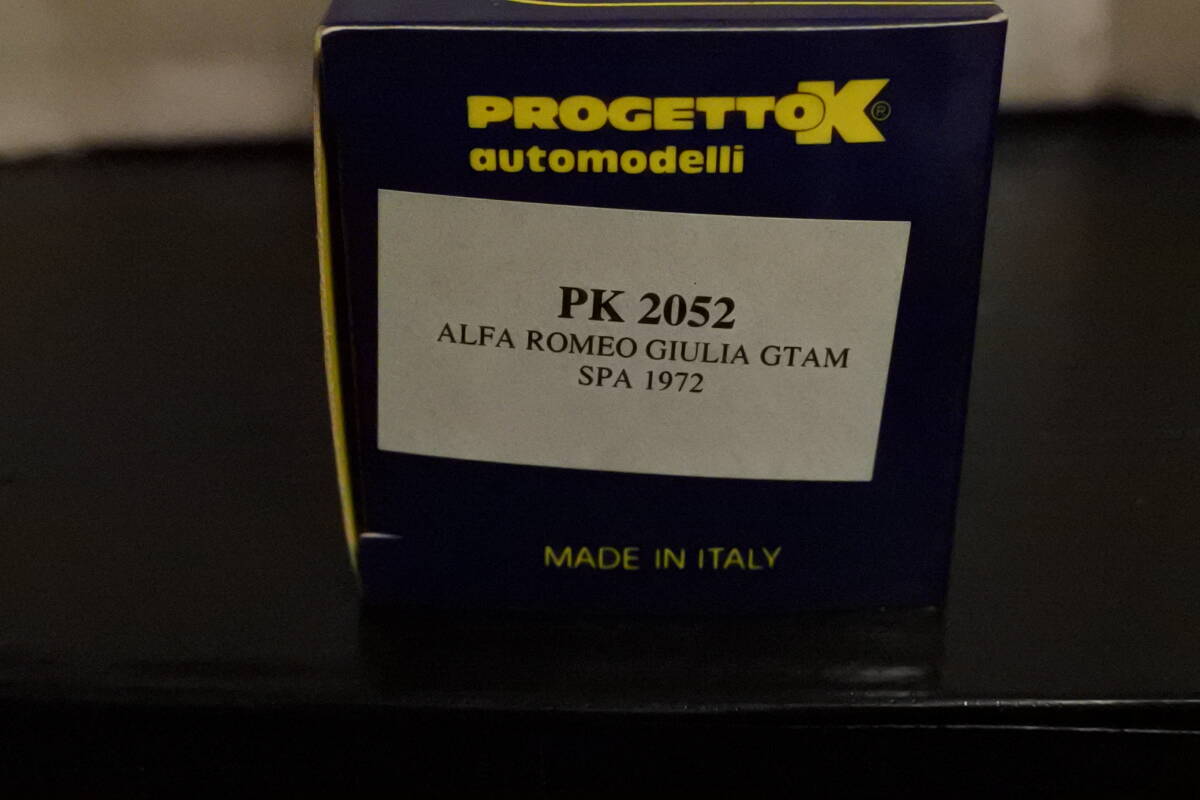 PROGETTOK®
automodelli
PK 2052
ALFA ROMEO GIULIA GTAM
SPA 1972
MADE IN ITALY